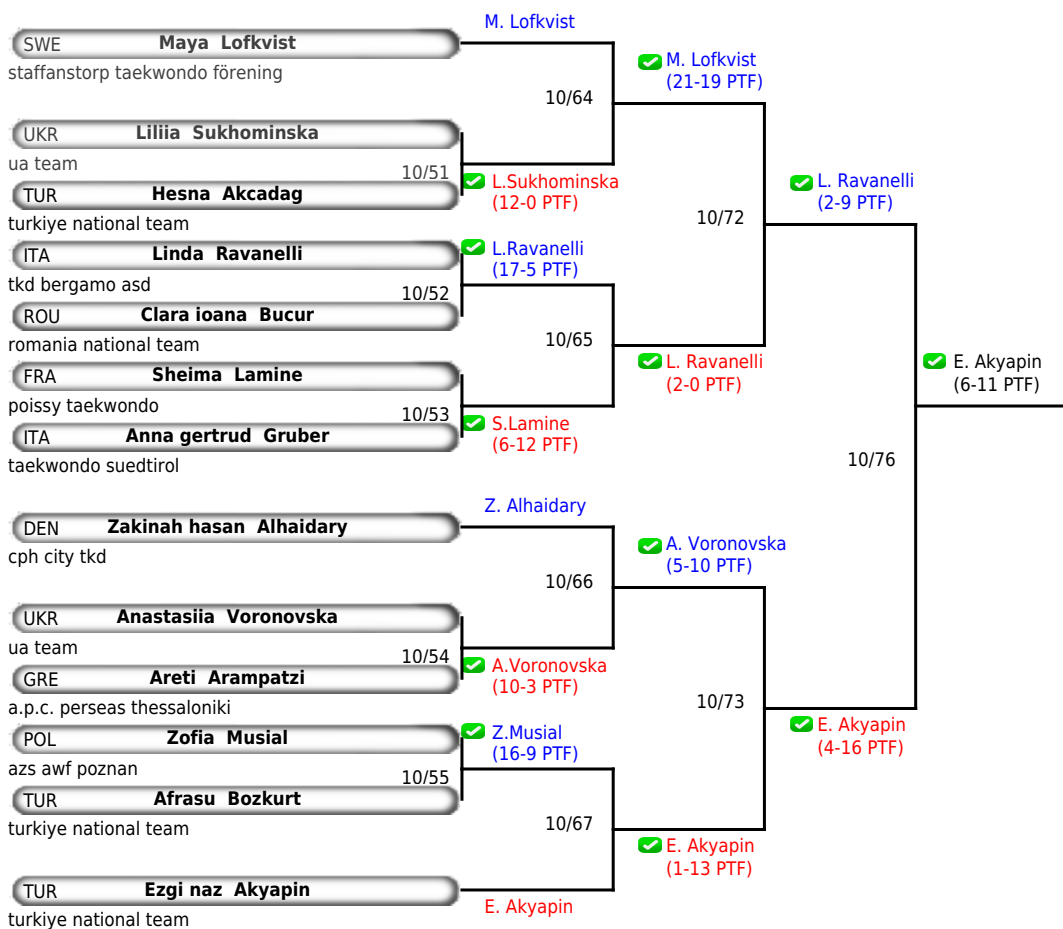 M. Lofkvist
SWE Maya Lofkvist
staffanstorp taekwondo förening
M. Lofkvist
(21-19 PTF)
10/64
UKR Liliia Sukhominska
ua team
10/51
L.Sukhominska
(12-0 PTF)
TUR Hesna Akcadag
turkiye national team
L. Ravanelli
(2-9 PTF)
10/72
ITA Linda Ravanelli
tkd bergamo asd
L.Ravanelli
(17-5 PTF)
10/52
ROU Clara ioana Bucur
romania national team
10/65
L. Ravanelli
(2-0 PTF)
FRA Sheima Lamine
poissy taekwondo
10/53
S.Lamine
(6-12 PTF)
ITA Anna gertrud Gruber
taekwondo suedtirol
E. Akyapin
(6-11 PTF)
10/76
Z. Alhaidary
DEN Zakinah hasan Alhaidary
cph city tkd
A. Voronovska
(5-10 PTF)
10/66
UKR Anastasiia Voronovska
ua team
10/54
A.Voronovska
(10-3 PTF)
GRE Areti Arampatzi
a.p.c. perseas thessaloniki
10/73
E. Akyapin
(4-16 PTF)
POL Zofia Musial
azs awf poznan
Z.Musial
(16-9 PTF)
10/55
TUR Afrasu Bozkurt
turkiye national team
10/67
E. Akyapin
(1-13 PTF)
TUR Ezgi naz Akyapin
turkiye national team
E. Akyapin